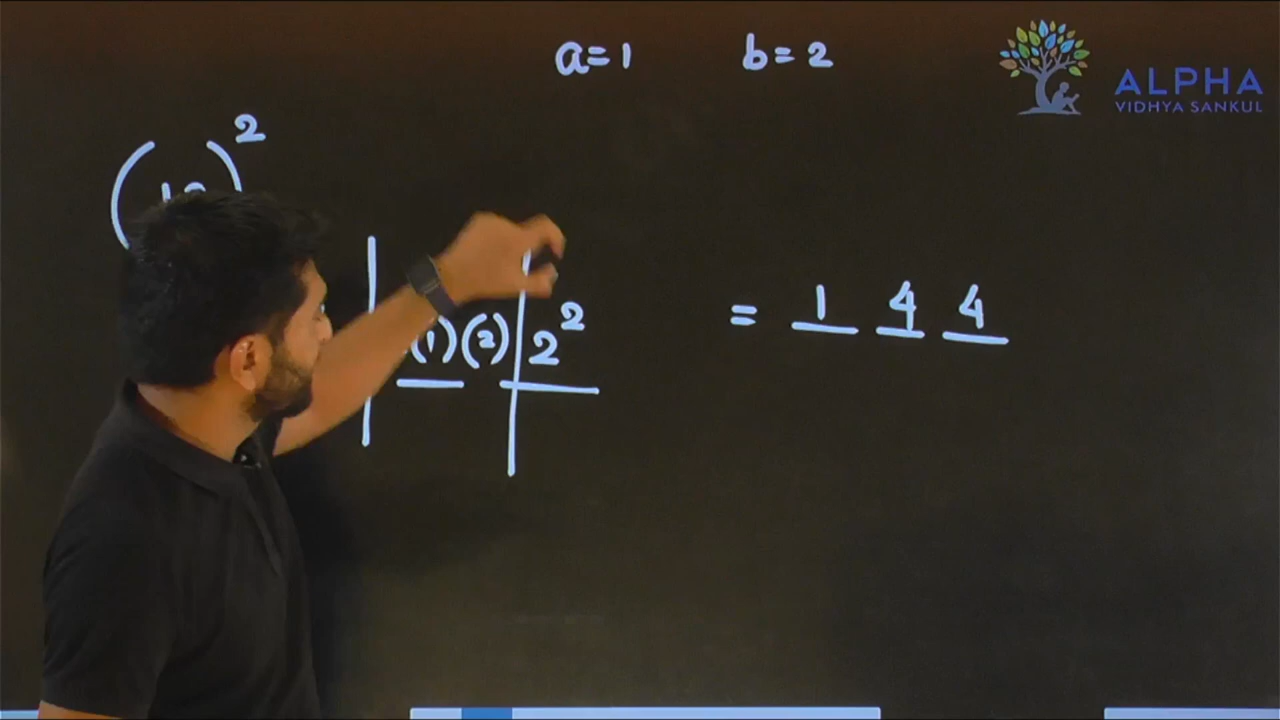 a=1 b=2
ALPHA
VIDHYA SANKUL
( )²
(1)(2) | 2² = 1 4 4